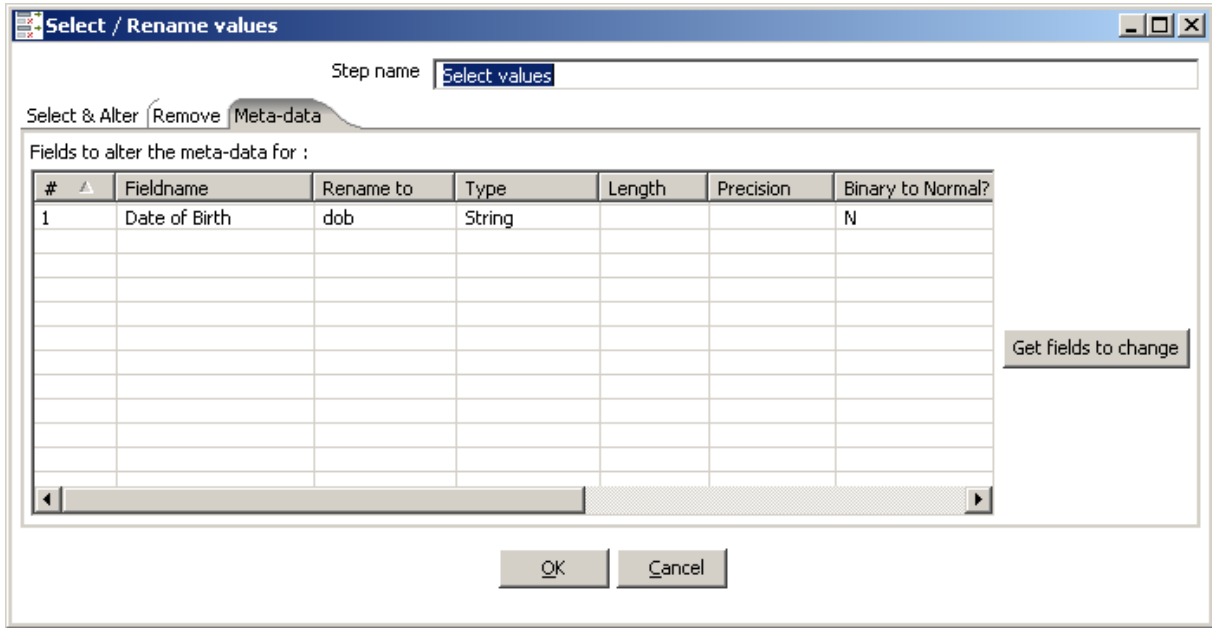 Select / Rename values
Step name Select values
Select & Alter Remove Meta-data
Fields to alter the meta-data for :
# Fieldname Rename to Type Length Precision Binary to Normal?
1 Date of Birth dob String N
Get fields to change
OK Cancel